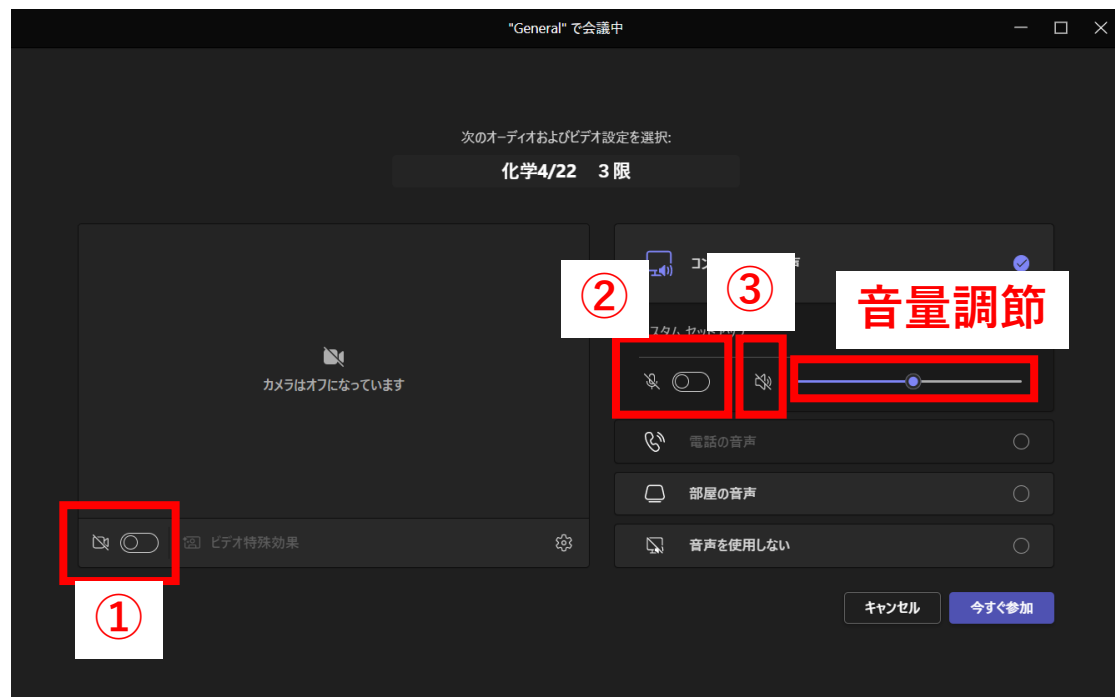 "General" で会議中
次のオーディオおよびビデオ設定を選択:
化学4/22 3限
カメラはオフになっています
ビデオ特殊効果
①
②
③
音量調節
電話の音声
部屋の音声
音声を使用しない
キャンセル
今すぐ参加